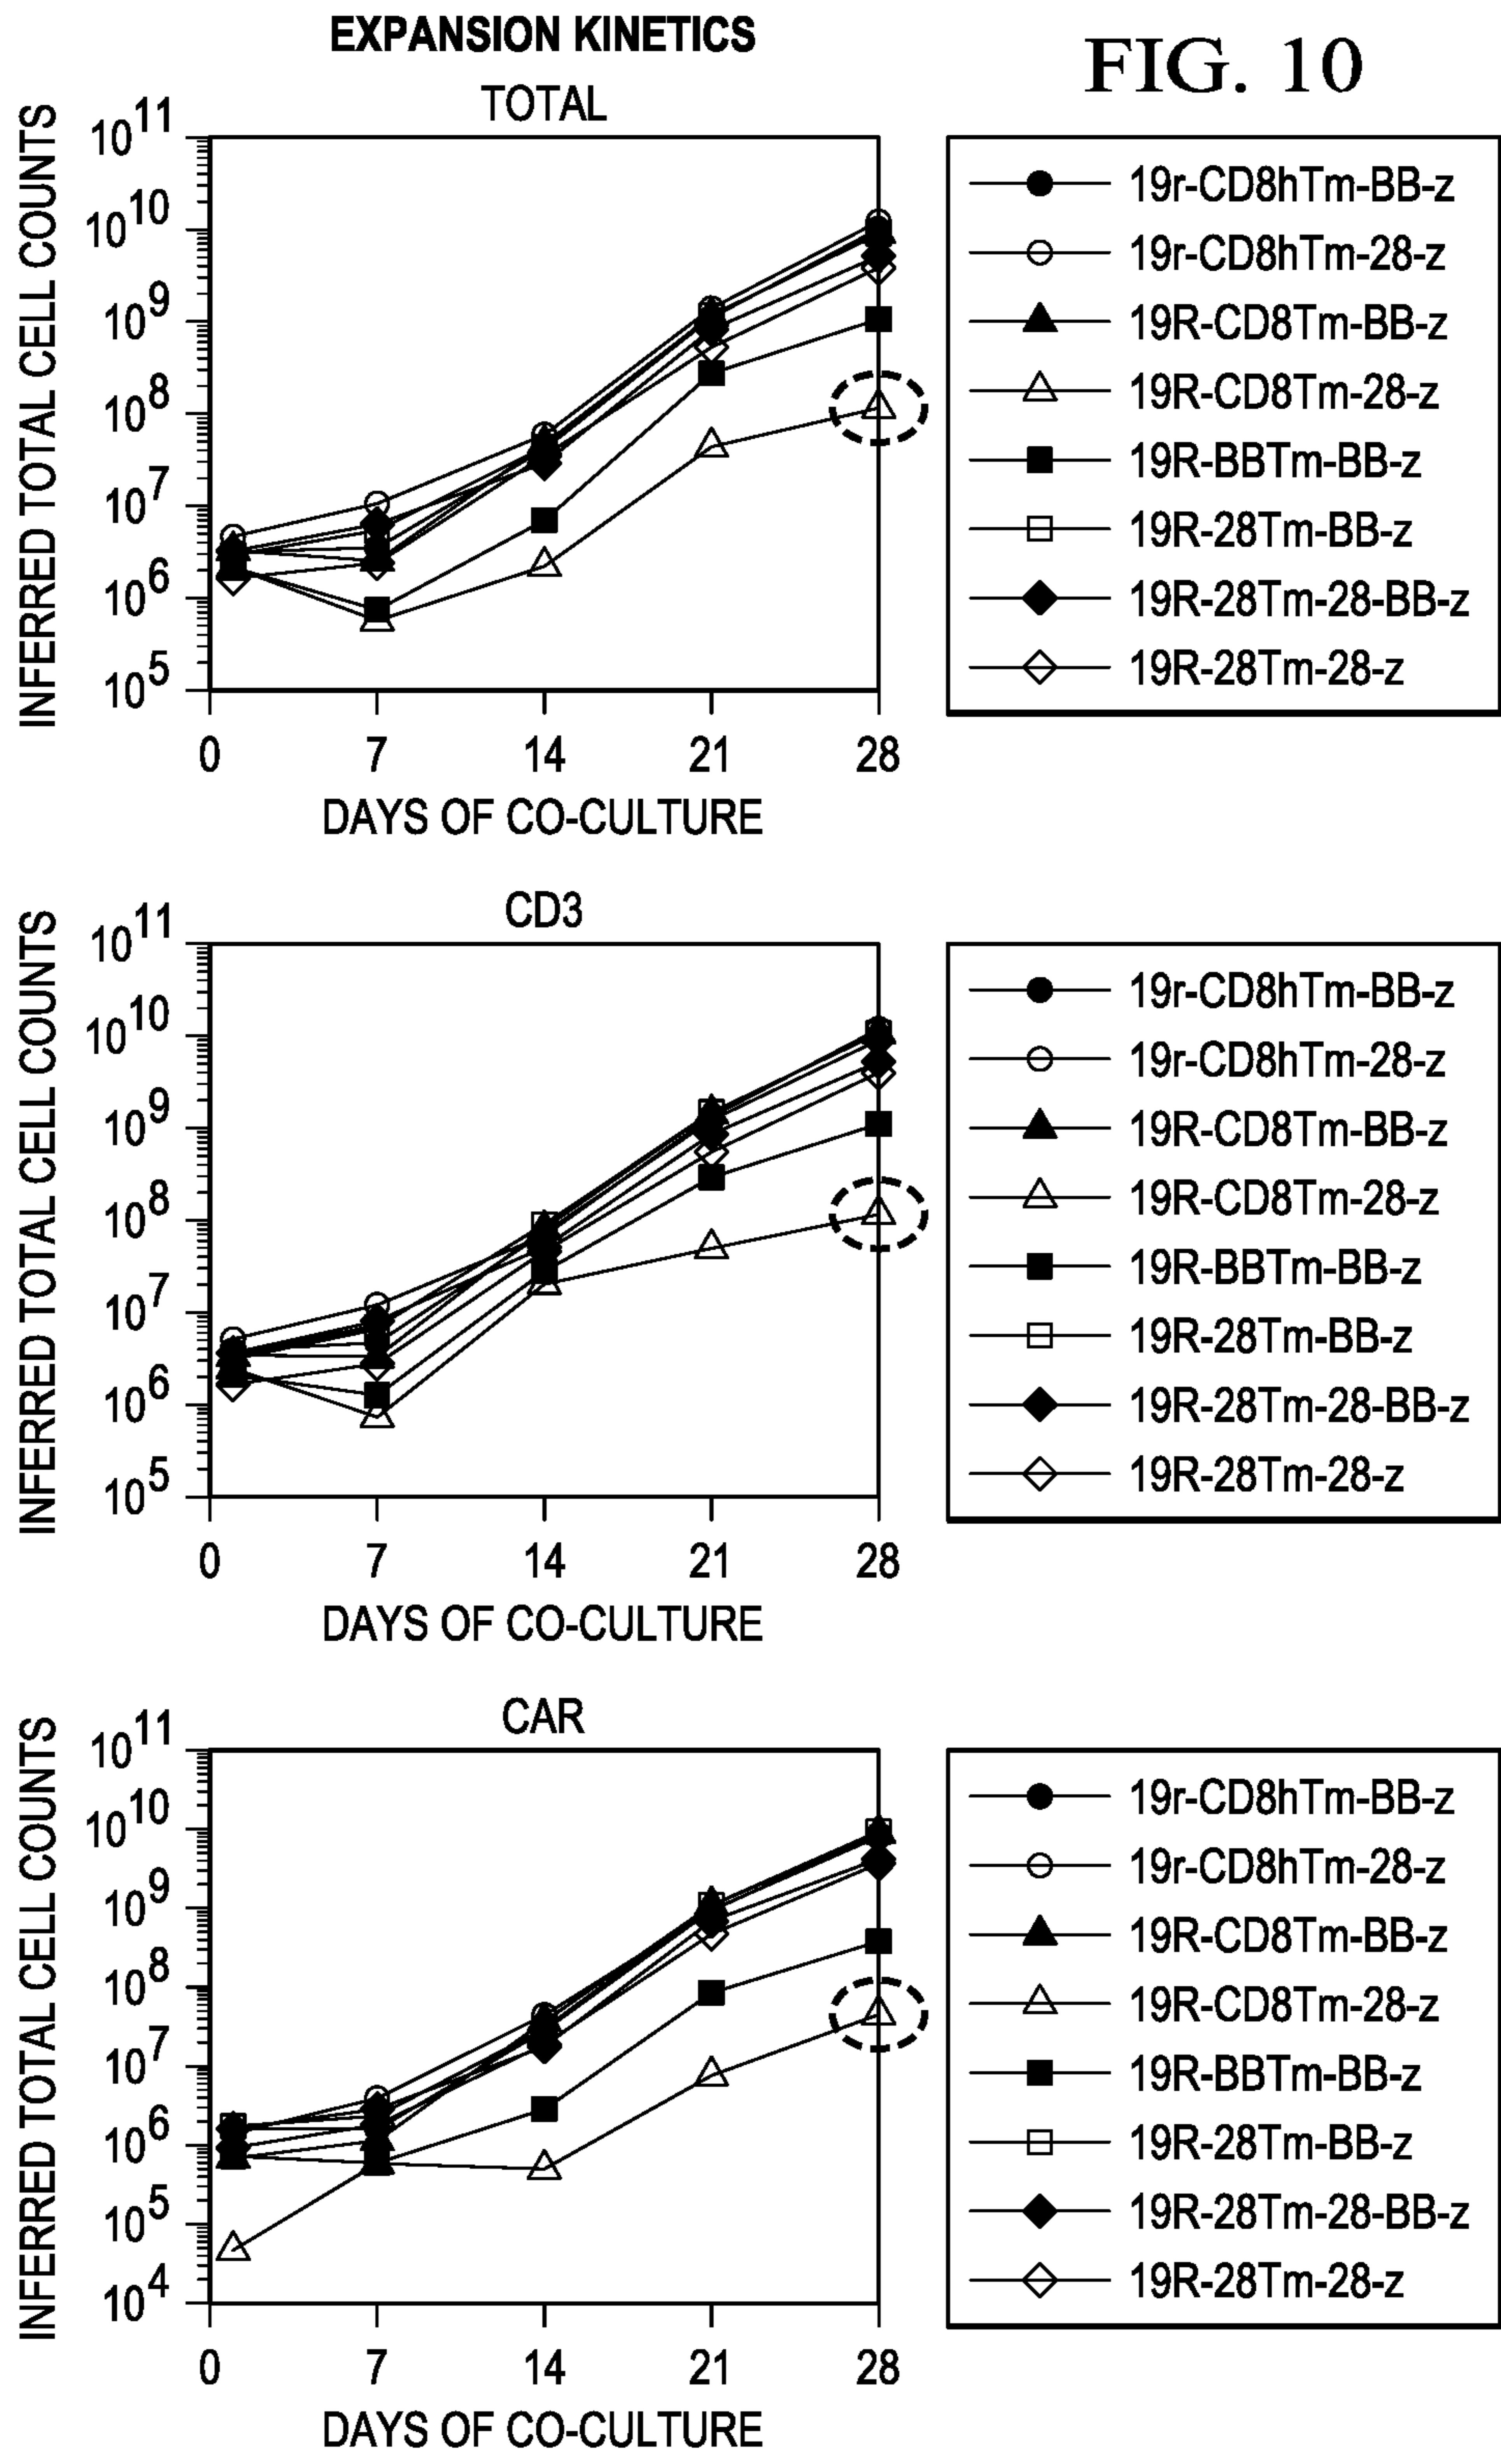 EXPANSION KINETICS
FIG. 10
TOTAL
INFERRED TOTAL CELL COUNTS
10^11
10^10
10^9
10^8
10^7
10^6
10^5
0 7 14 21 28
DAYS OF CO-CULTURE
19r-CD8hTm-BB-z
19r-CD8hTm-28-z
19R-CD8Tm-BB-z
19R-CD8Tm-28-z
19R-BBTm-BB-z
19R-28Tm-BB-z
19R-28Tm-28-BB-z
19R-28Tm-28-z
CD3
INFERRED TOTAL CELL COUNTS
10^11
10^10
10^9
10^8
10^7
10^6
10^5
0 7 14 21 28
DAYS OF CO-CULTURE
19r-CD8hTm-BB-z
19r-CD8hTm-28-z
19R-CD8Tm-BB-z
19R-CD8Tm-28-z
19R-BBTm-BB-z
19R-28Tm-BB-z
19R-28Tm-28-BB-z
19R-28Tm-28-z
CAR
INFERRED TOTAL CELL COUNTS
10^11
10^10
10^9
10^8
10^7
10^6
10^5
10^4
0 7 14 21 28
DAYS OF CO-CULTURE
19r-CD8hTm-BB-z
19r-CD8hTm-28-z
19R-CD8Tm-BB-z
19R-CD8Tm-28-z
19R-BBTm-BB-z
19R-28Tm-BB-z
19R-28Tm-28-BB-z
19R-28Tm-28-z